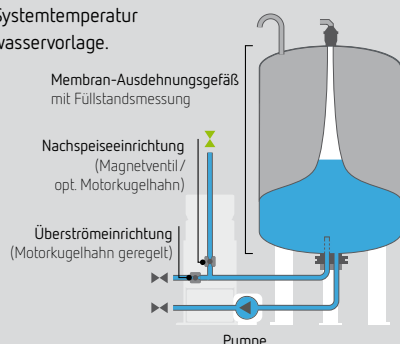 Systemtemperatur
wasservorlage.
Membran-Ausdehnungsgefäß
mit Füllstandsmessung
Nachspeiseeinrichtung
(Magnetventil/
opt. Motorkugelhahn)
Überströmeinrichtung
(Motorkugelhahn geregelt)
Pumpe